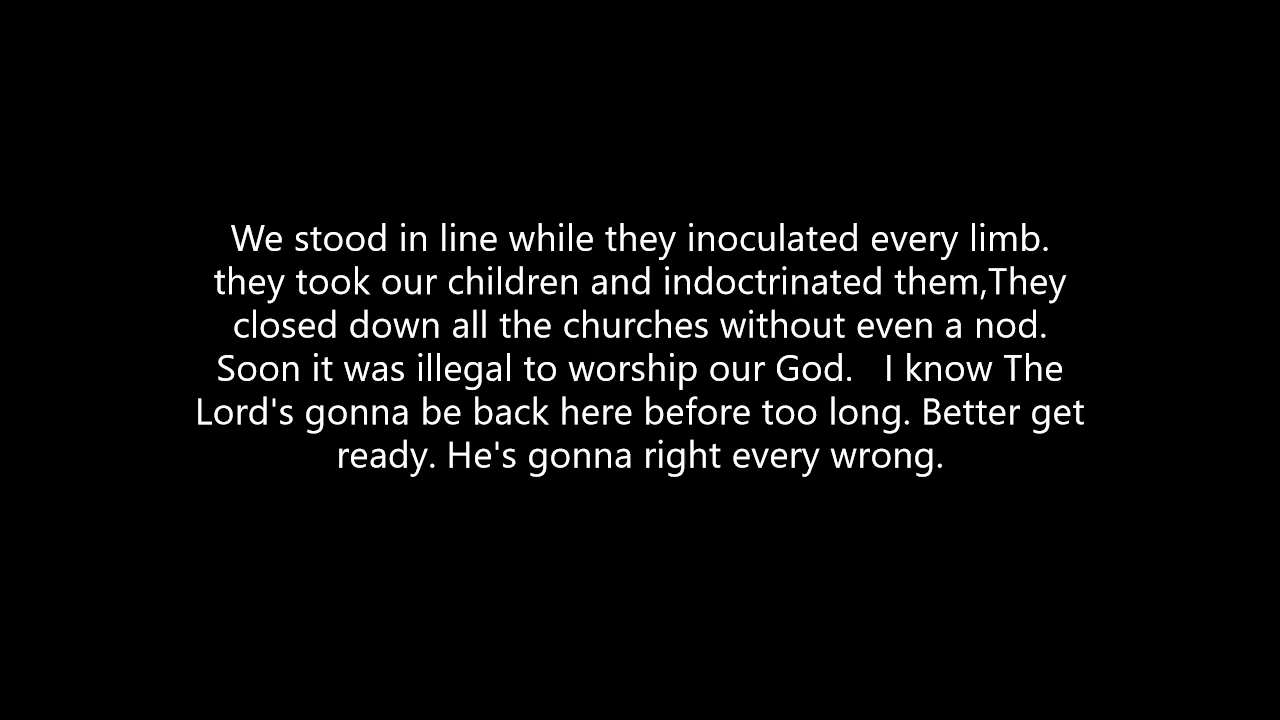 We stood in line while they inoculated every limb.
they took our children and indoctrinated them,They
closed down all the churches without even a nod.
Soon it was illegal to worship our God.   I know The
Lord's gonna be back here before too long. Better get
ready. He's gonna right every wrong.